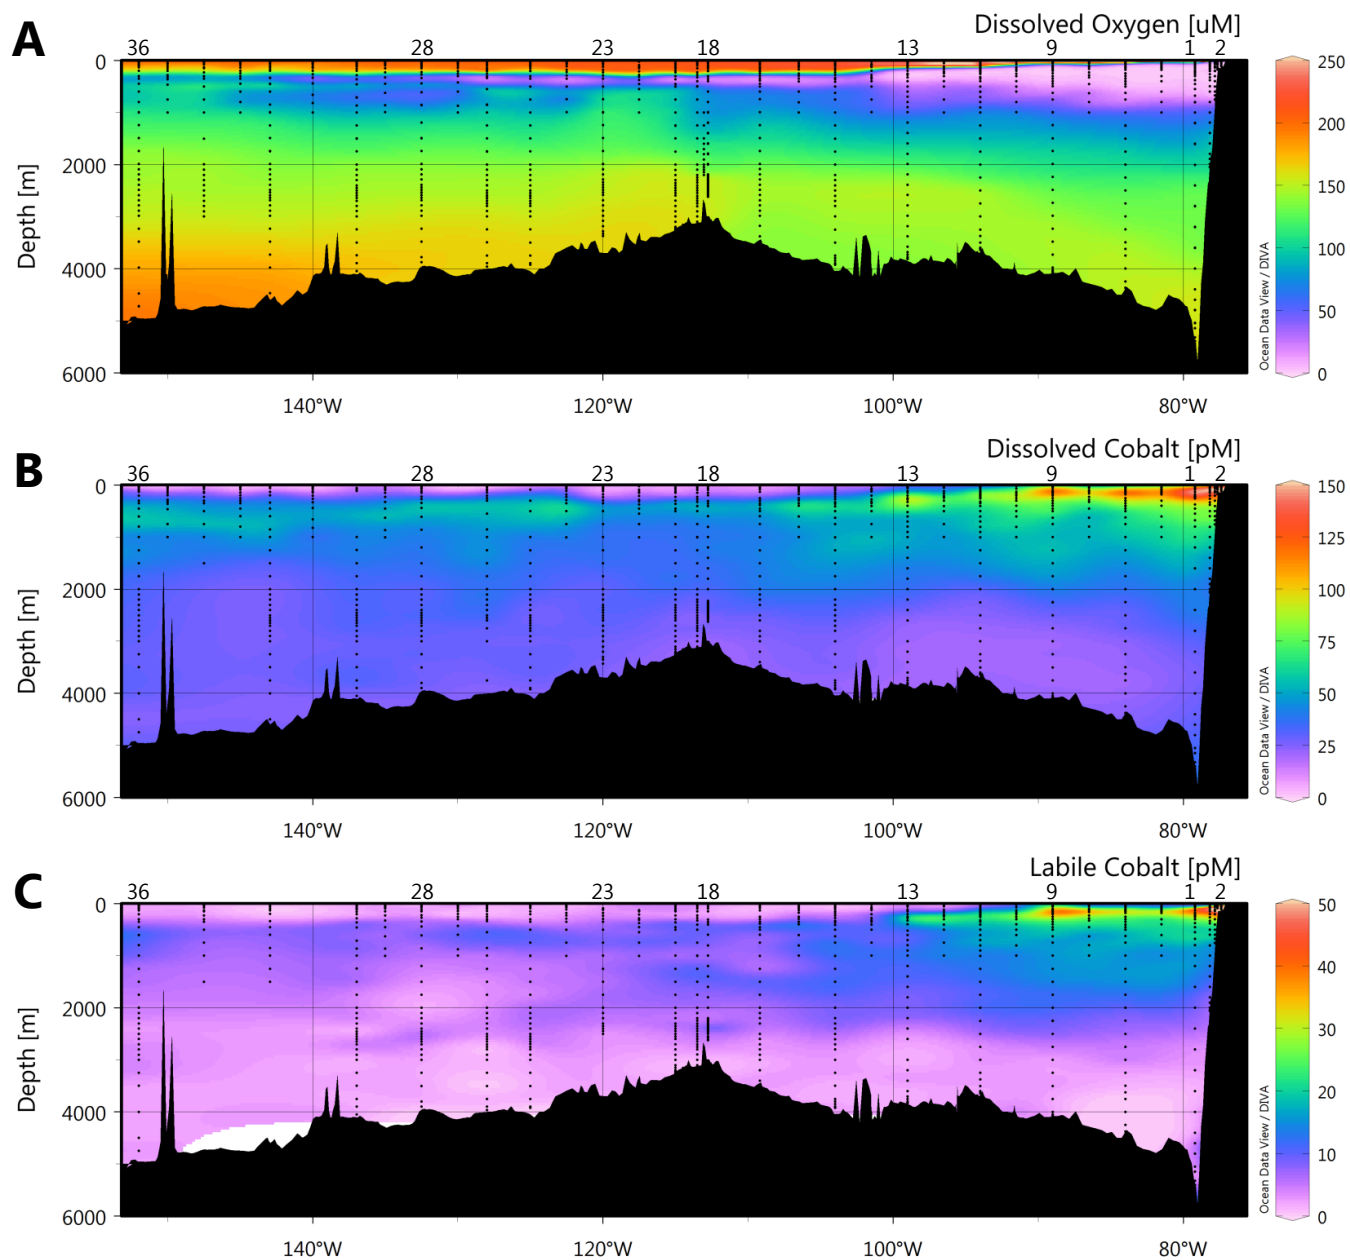 A
Dissolved Oxygen [uM]
36 28 23 18 13 9 1 2
0
2000
4000
6000
Depth [m]
140°W 120°W 100°W 80°W
Ocean Data View / DIVA
250
200
150
100
50
0
B
Dissolved Cobalt [pM]
36 28 23 18 13 9 1 2
0
2000
4000
6000
Depth [m]
140°W 120°W 100°W 80°W
Ocean Data View / DIVA
150
125
100
75
50
25
0
C
Labile Cobalt [pM]
36 28 23 18 13 9 1 2
0
2000
4000
6000
Depth [m]
140°W 120°W 100°W 80°W
Ocean Data View / DIVA
50
40
30
20
10
0